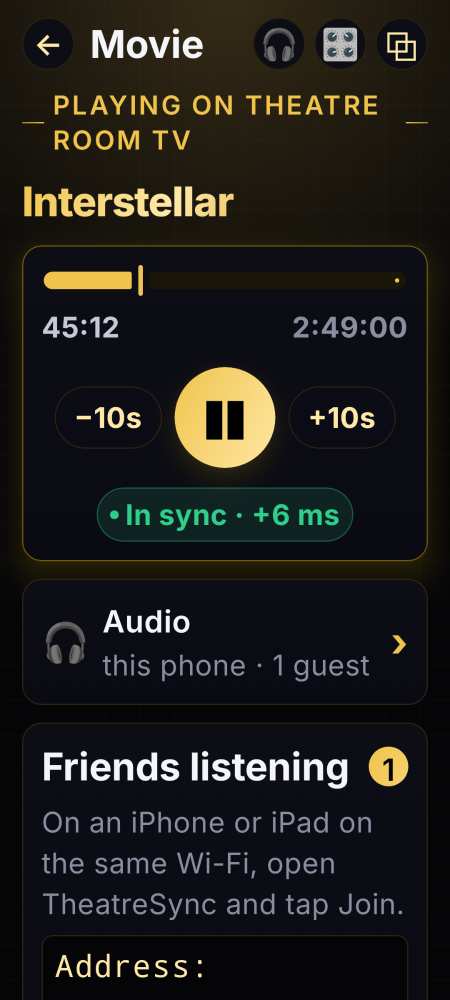 Movie
PLAYING ON THEATRE
ROOM TV
Interstellar
45:12
2:49:00
−10s
+10s
• In sync · +6 ms
Audio
this phone · 1 guest
›
Friends listening
1
On an iPhone or iPad on
the same Wi-Fi, open
TheatreSync and tap Join.
Address: